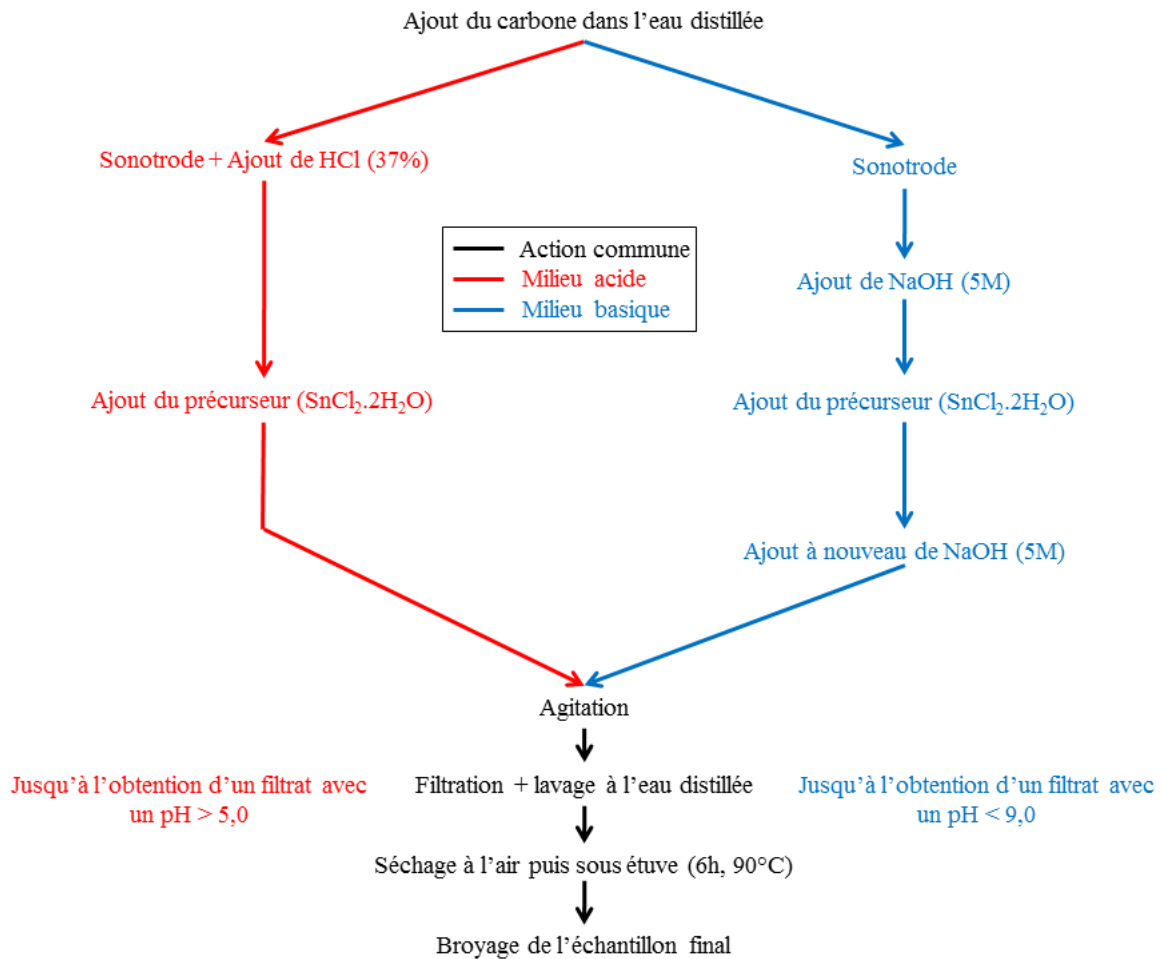 Ajout du carbone dans l’eau distillée
Sonotrode + Ajout de HCl (37%)
Sonotrode
Action commune
Milieu acide
Milieu basique
Ajout de NaOH (5M)
Ajout du précurseur (SnCl₂.2H₂O)
Ajout du précurseur (SnCl₂.2H₂O)
Ajout à nouveau de NaOH (5M)
Agitation
Jusqu’à l’obtention d’un filtrat avec
un pH > 5,0
Filtration + lavage à l’eau distillée
Jusqu’à l’obtention d’un filtrat avec
un pH < 9,0
Séchage à l’air puis sous étuve (6h, 90°C)
Broyage de l’échantillon final